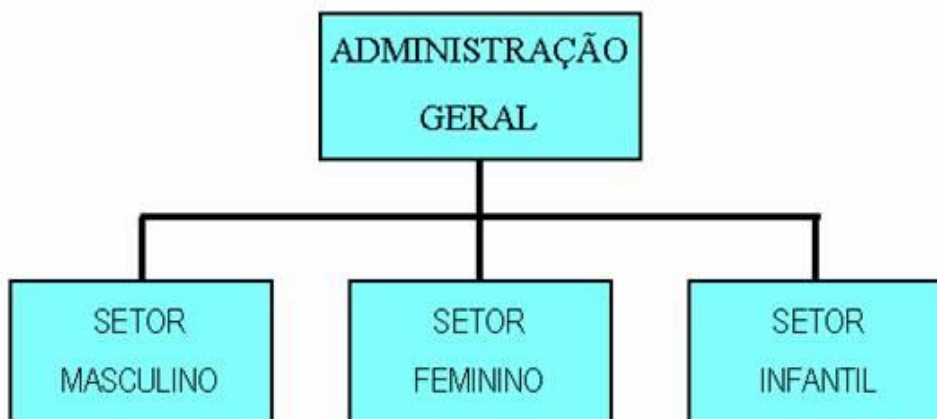 ADMINISTRAÇÃO
GERAL
SETOR
MASCULINO
SETOR
FEMININO
SETOR
INFANTIL